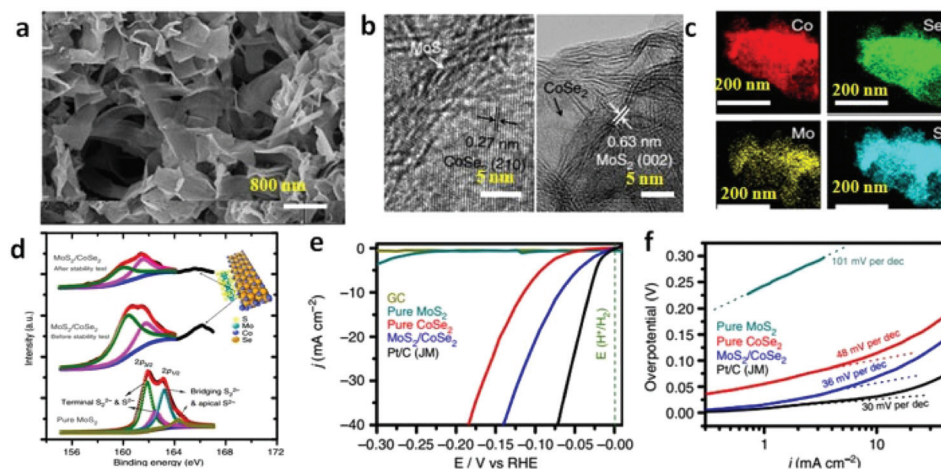 a
800 nm
b
MoS₂
0.27 nm
CoSe₂ (210)
5 nm
CoSe₂
0.63 nm
MoS₂ (002)
5 nm
c
Co
200 nm
Se
200 nm
Mo
200 nm
S
200 nm
d
MoS₂/CoSe₂
After stability test
S
Mo
Co
Se
MoS₂/CoSe₂
Before stability test
2p₃/₂ 2p₁/₂
Terminal S₂²⁻ & S²⁻
Bridging S₂²⁻
& apical S²⁻
Pure MoS₂
Intensity (a.u.)
156 160 164 168 172
Binding energy (eV)
e
0
−10
−20
−30
−40
j (mA cm⁻²)
GC
Pure MoS₂
Pure CoSe₂
MoS₂/CoSe₂
Pt/C (JM)
E (H⁺/H₂)
−0.30 −0.25 −0.20 −0.15 −0.10 −0.05 −0.00
E / V vs RHE
f
Overpotential (V)
0.30
0.25
0.20
0.15
0.10
0.05
0.00
101 mV per dec
Pure MoS₂
Pure CoSe₂
MoS₂/CoSe₂
Pt/C (JM)
48 mV per dec
36 mV per dec
30 mV per dec
1 10
j (mA cm⁻²)